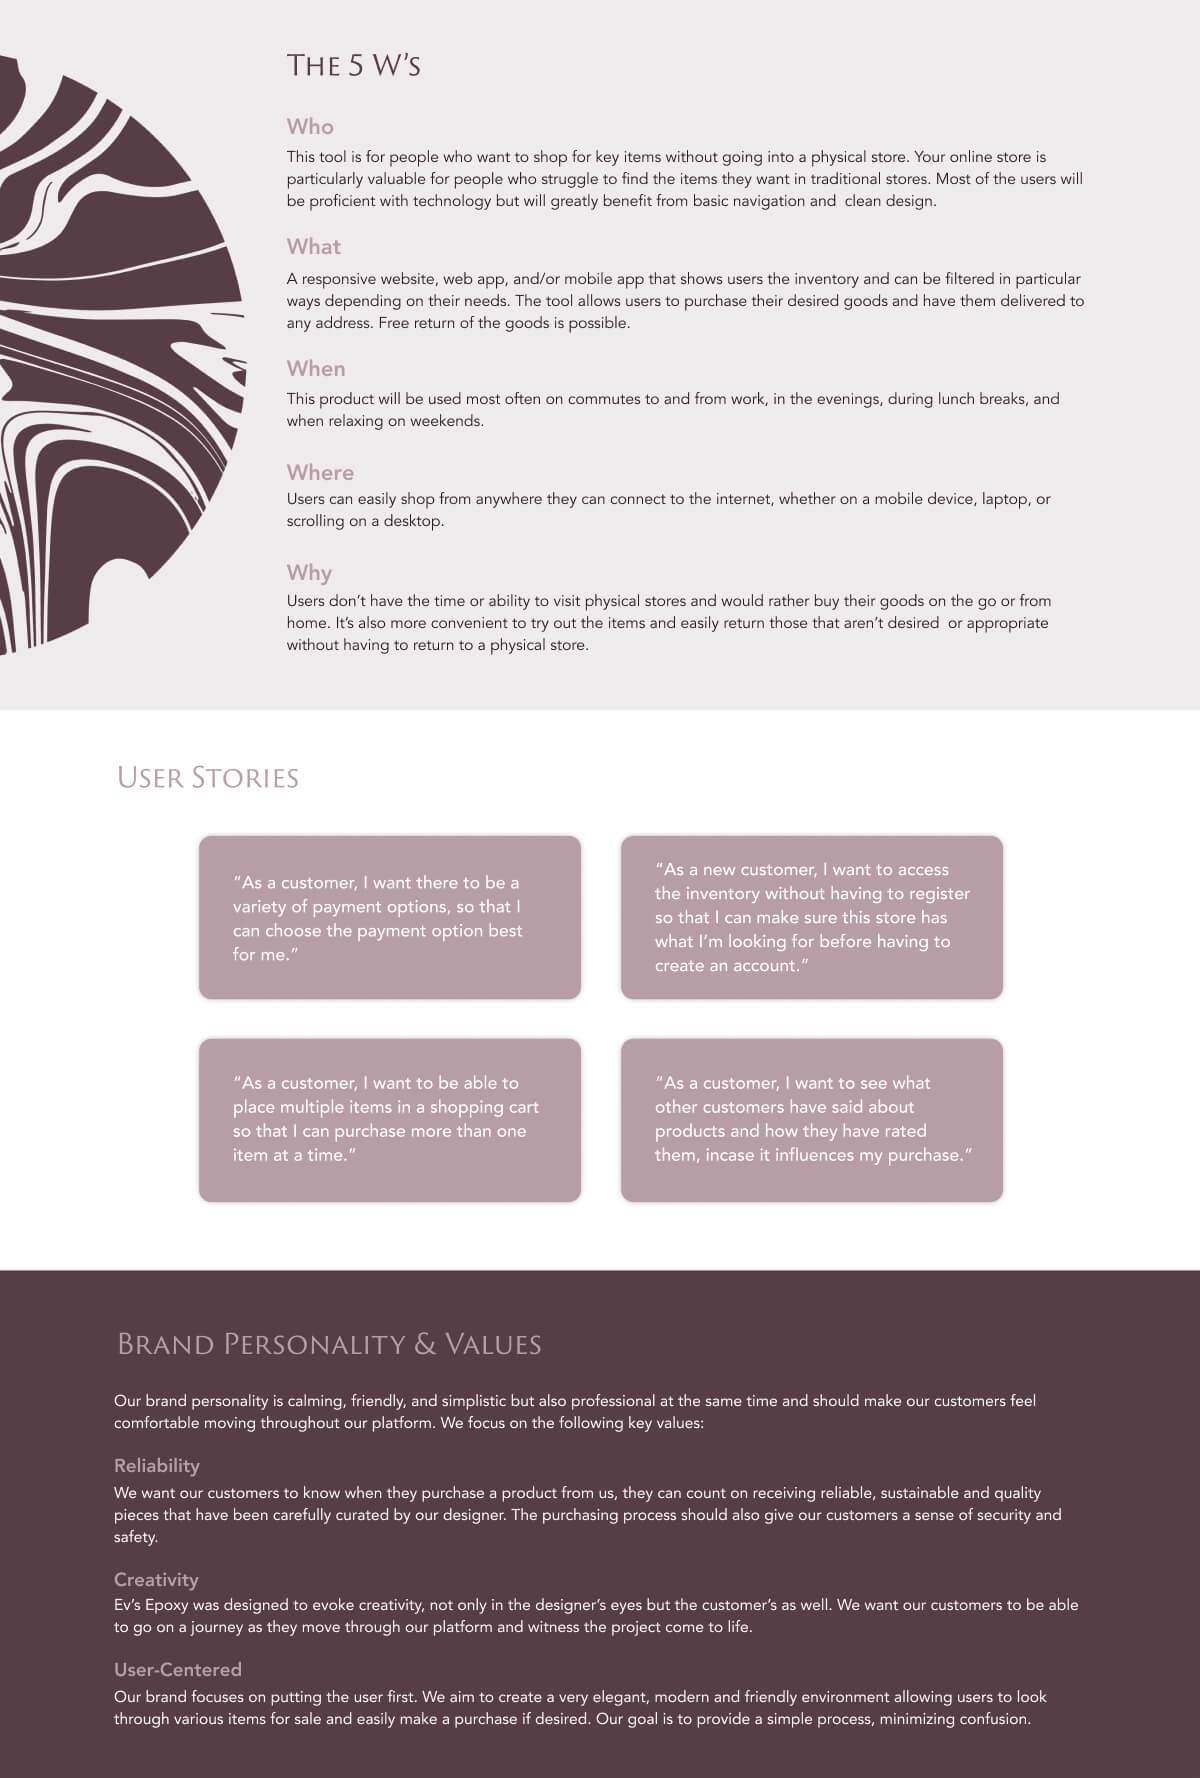 The 5 W’s
Who
This tool is for people who want to shop for key items without going into a physical store. Your online store is
particularly valuable for people who struggle to find the items they want in traditional stores. Most of the users will
be proficient with technology but will greatly benefit from basic navigation and  clean design.
What
A responsive website, web app, and/or mobile app that shows users the inventory and can be filtered in particular
ways depending on their needs. The tool allows users to purchase their desired goods and have them delivered to
any address. Free return of the goods is possible.
When
This product will be used most often on commutes to and from work, in the evenings, during lunch breaks, and
when relaxing on weekends.
Where
Users can easily shop from anywhere they can connect to the internet, whether on a mobile device, laptop, or
scrolling on a desktop.
Why
Users don’t have the time or ability to visit physical stores and would rather buy their goods on the go or from
home. It’s also more convenient to try out the items and easily return those that aren’t desired  or appropriate
without having to return to a physical store.
User Stories
“As a customer, I want there to be a
variety of payment options, so that I
can choose the payment option best
for me.”
“As a new customer, I want to access
the inventory without having to register
so that I can make sure this store has
what I’m looking for before having to
create an account.”
“As a customer, I want to be able to
place multiple items in a shopping cart
so that I can purchase more than one
item at a time.”
“As a customer, I want to see what
other customers have said about
products and how they have rated
them, incase it influences my purchase.”
Brand Personality & Values
Our brand personality is calming, friendly, and simplistic but also professional at the same time and should make our customers feel
comfortable moving throughout our platform. We focus on the following key values:
Reliability
We want our customers to know when they purchase a product from us, they can count on receiving reliable, sustainable and quality
pieces that have been carefully curated by our designer. The purchasing process should also give our customers a sense of security and
safety.
Creativity
Ev’s Epoxy was designed to evoke creativity, not only in the designer’s eyes but the customer’s as well. We want our customers to be able
to go on a journey as they move through our platform and witness the project come to life.
User-Centered
Our brand focuses on putting the user first. We aim to create a very elegant, modern and friendly environment allowing users to look
through various items for sale and easily make a purchase if desired. Our goal is to provide a simple process, minimizing confusion.